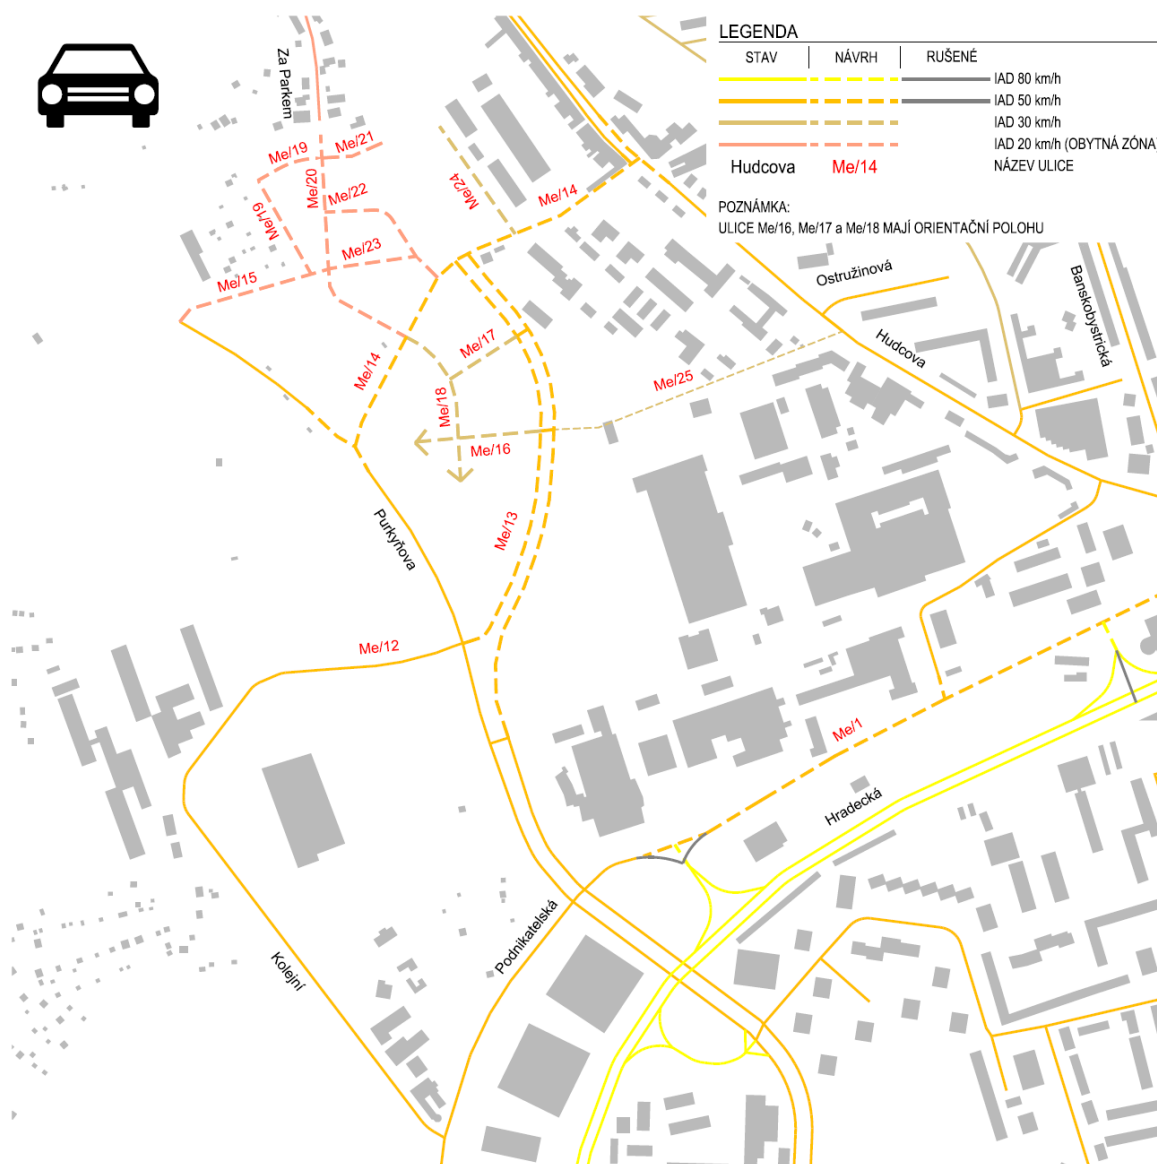 LEGENDA
STAV NÁVRH RUŠENÉ
IAD 80 km/h
IAD 50 km/h
IAD 30 km/h
IAD 20 km/h (OBYTNÁ ZÓNA)
Hudcova Me/14 NÁZEV ULICE
POZNÁMKA:
ULICE Me/16, Me/17 a Me/18 MAJÍ ORIENTAČNÍ POLOHU
Za Parkem
Me/19
Me/21
Me/20
Me/22
Me/24
Me/14
Me/19
Me/23
Me/15
Ostružinová
Banskobystrická
Hudcova
Me/17
Me/14
Me/25
Me/18
Me/16
Purkyňova
Me/13
Me/12
Me/1
Hradecká
Podnikatelská
Kolejní